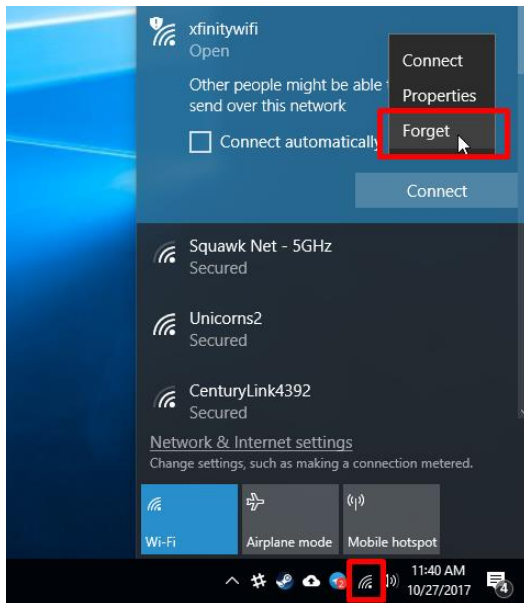 xfinitywifi
Open
Other people might be able
send over this network
Connect automatically
Connect
Properties
Forget
Connect
Squawk Net - 5GHz
Secured
Unicorns2
Secured
CenturyLink4392
Secured
Network & Internet settings
Change settings, such as making a connection metered.
Wi-Fi
Airplane mode
Mobile hotspot
11:40 AM
10/27/2017
4